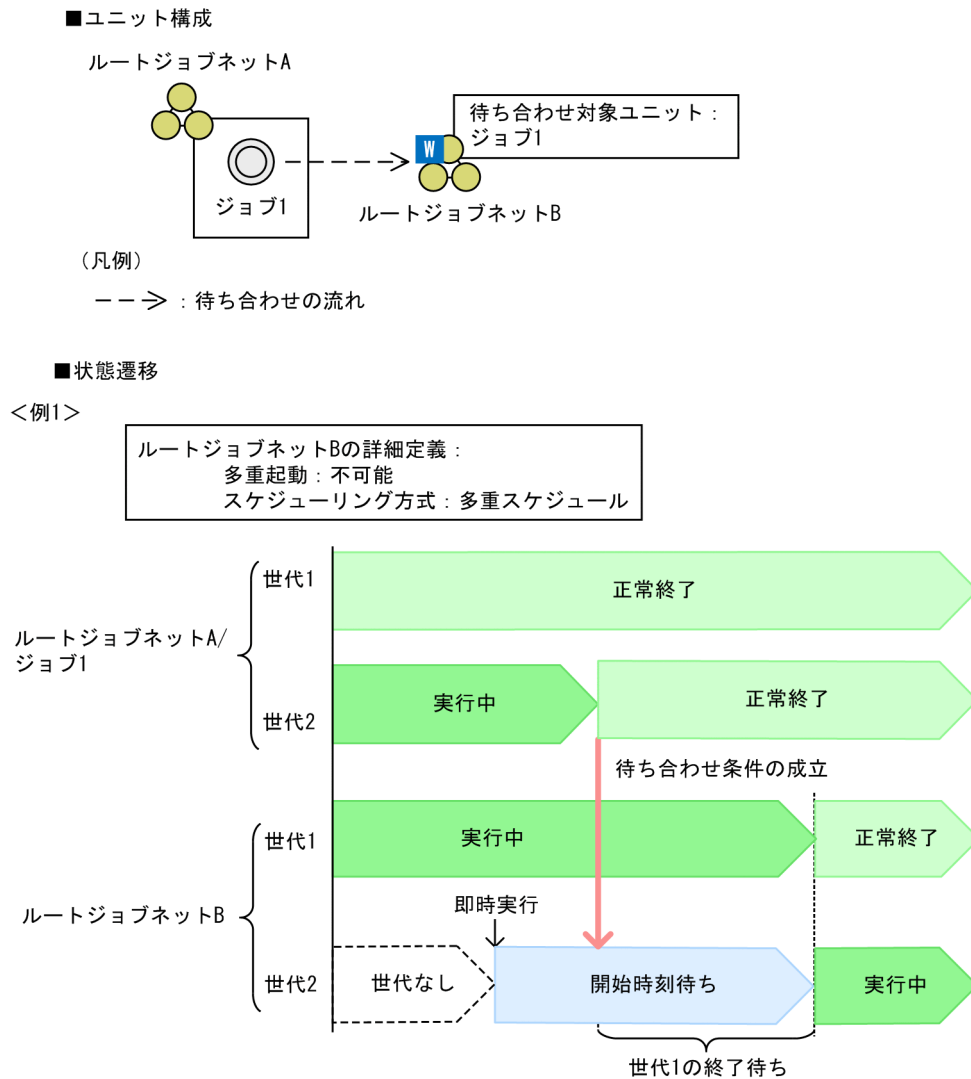 ■ユニット構成
ルートジョブネットA
待ち合わせ対象ユニット：
ジョブ1
W
ジョブ1
ルートジョブネットB
（凡例）
：待ち合わせの流れ
■状態遷移
＜例1＞
ルートジョブネットBの詳細定義：
多重起動：不可能
スケジューリング方式：多重スケジュール
世代1
正常終了
ルートジョブネットA/
ジョブ1
世代2
実行中
正常終了
待ち合わせ条件の成立
世代1
実行中
正常終了
ルートジョブネットB
即時実行
世代2
世代なし
開始時刻待ち
実行中
世代1の終了待ち